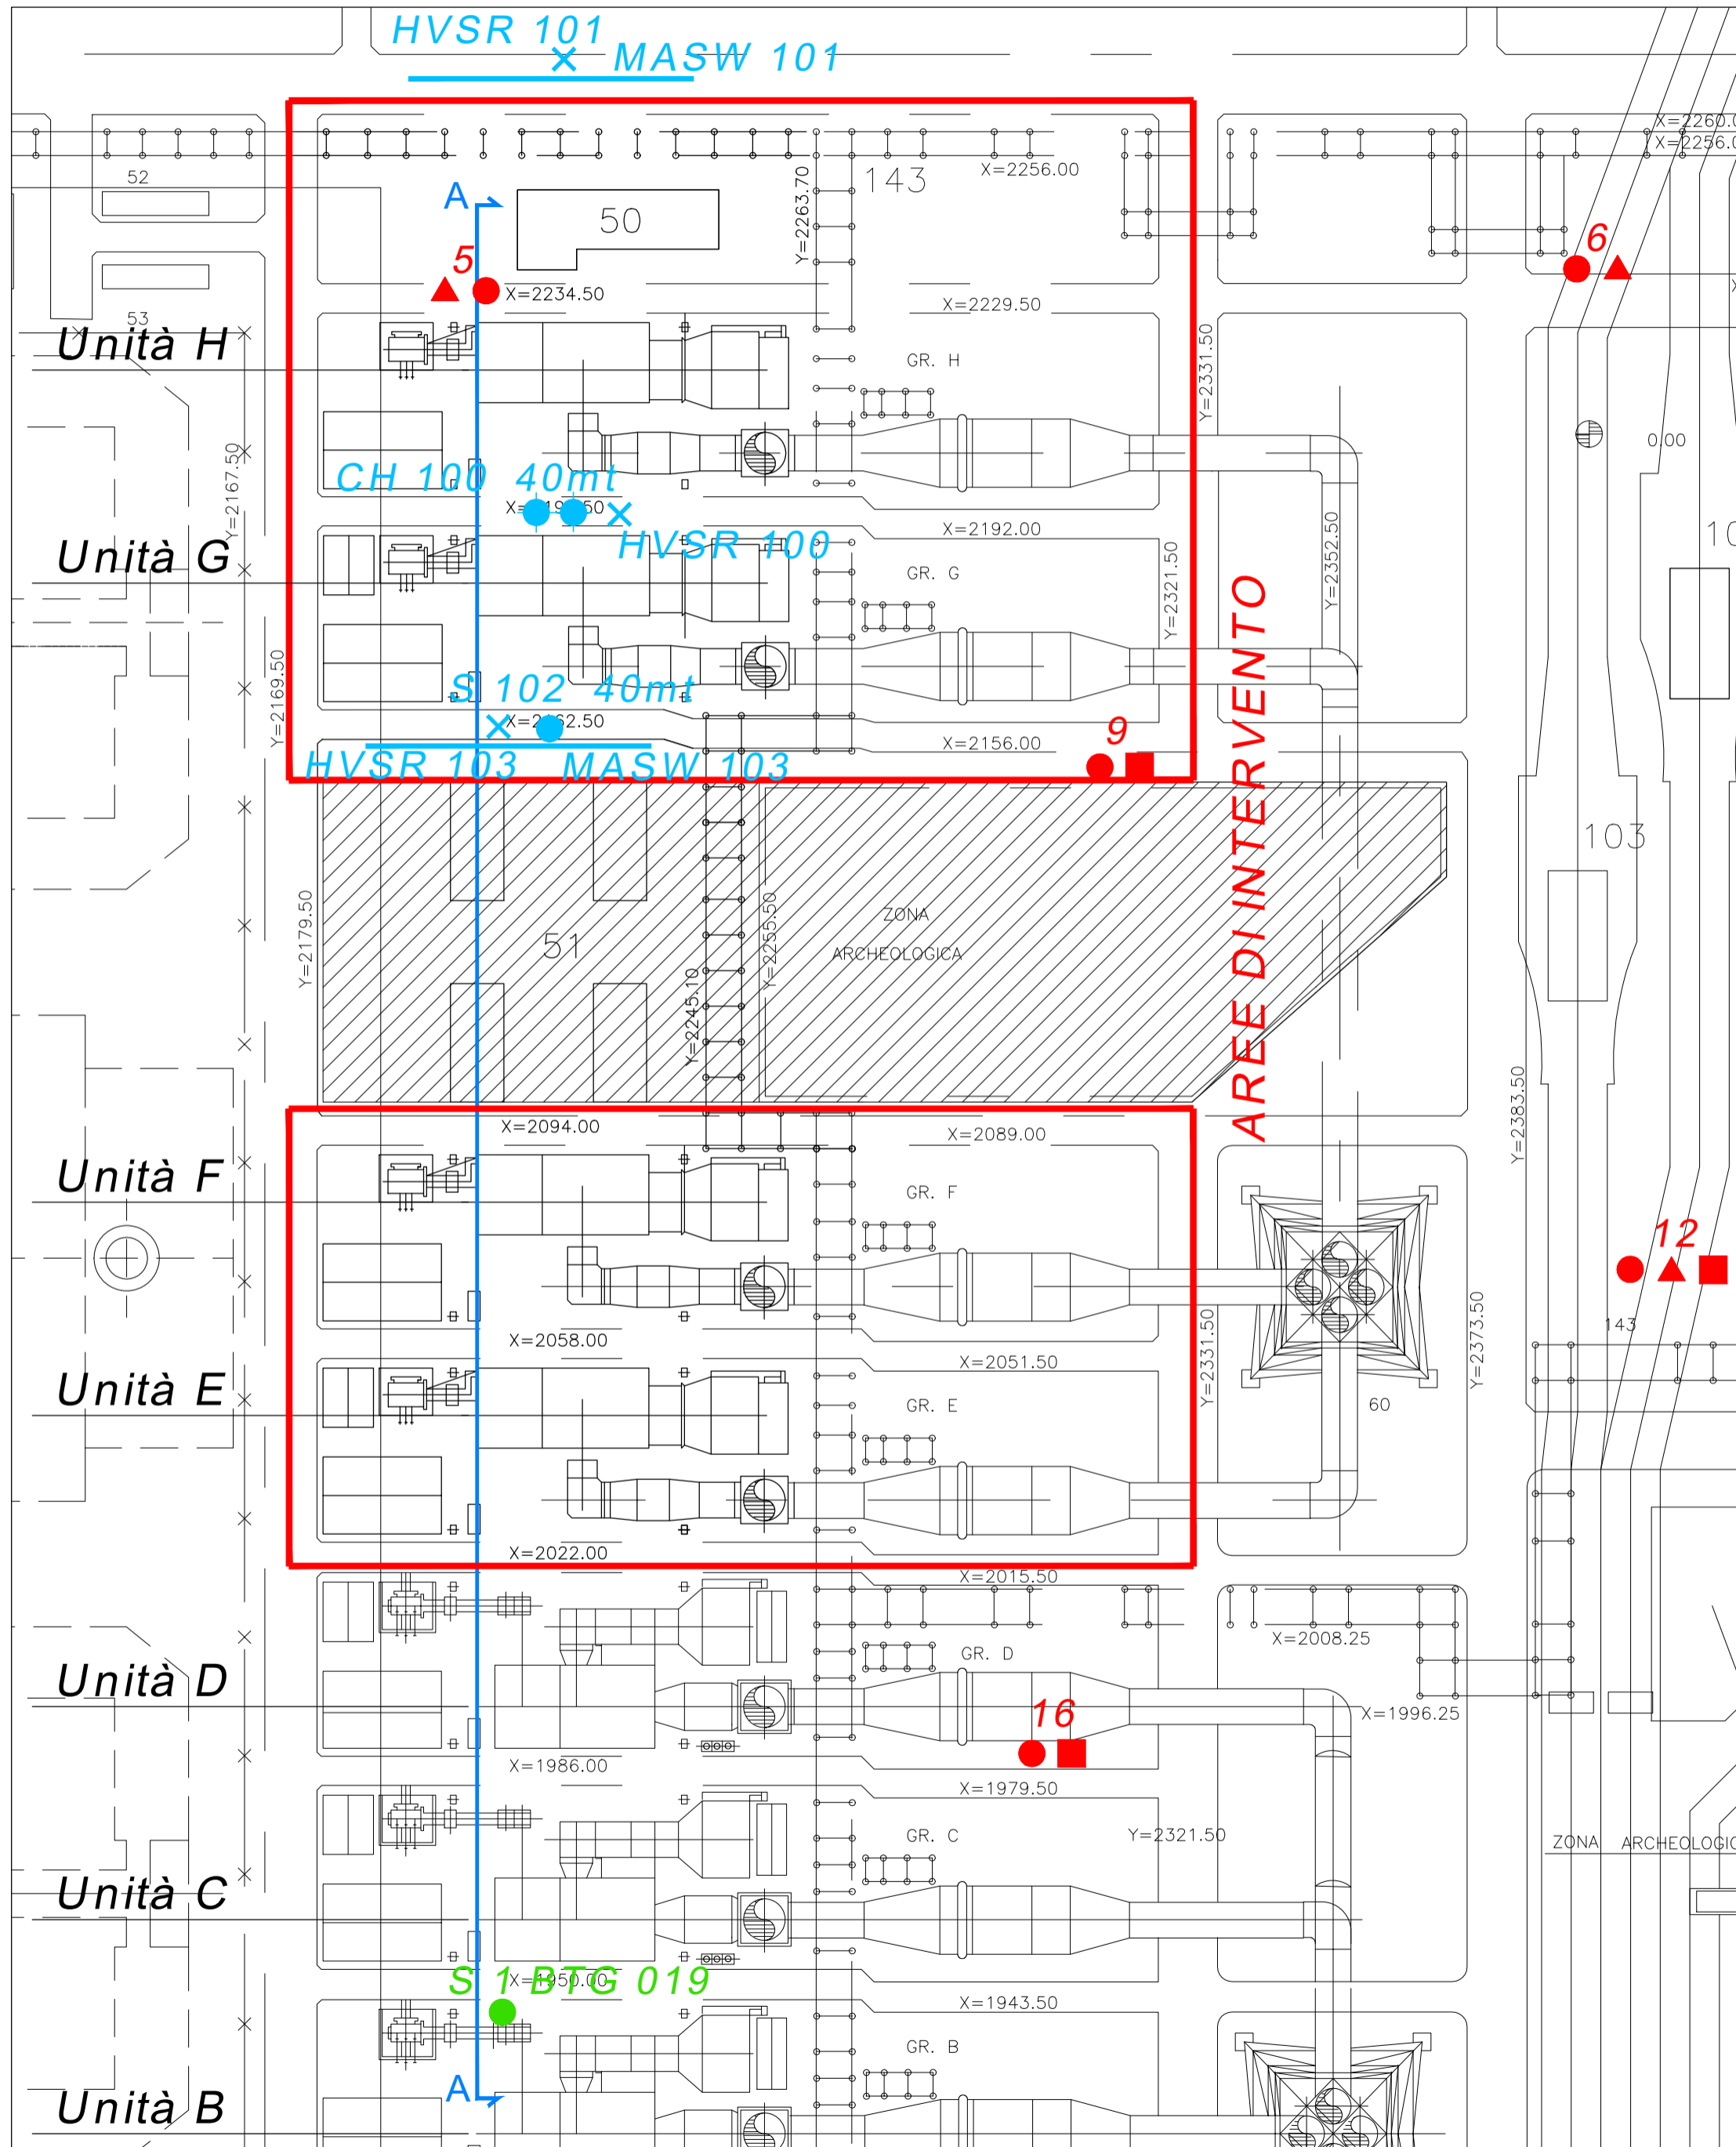 HVSR 101
MASW 101
X=2256.00
52
143
X=2256.00
Y=2263.70
A
50
5
6
X=2234.50
X=2229.50
53
Unità H
GR. H
Y=2331.50
0.00
Y=2167.50
CH 100 40mt
HVSR 100
X=2192.00
Y=2352.50
Unità G
GR. G
Y=2321.50
AREE DI INTERVENTO
S 102 40mt
Y=2169.50
9
X=2156.00
HVSR 103
MASW 103
103
Y=2179.50
ZONA
ARCHEOLOGICA
51
Y=2255.50
Y=2245.10
Y=2383.50
X=2094.00
X=2089.00
Unità F
GR. F
12
143
X=2058.00
X=2051.50
Y=2331.50
Y=2373.50
Unità E
GR. E
60
X=2022.00
X=2015.50
X=2008.25
Unità D
GR. D
16
X=1996.25
X=1986.00
X=1979.50
GR. C
Y=2321.50
ZONA
Unità C
S 1 BTG 019
X=1950.00
X=1943.50
GR. B
A
Unità B